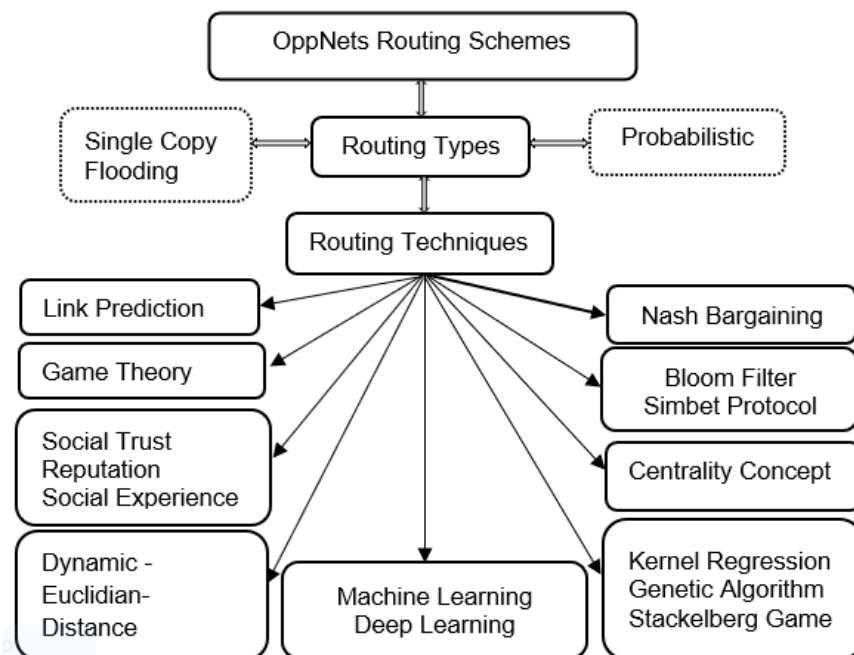 OppNets Routing Schemes
Single Copy
Flooding
Routing Types
Probabilistic
Routing Techniques
Link Prediction
Game Theory
Social Trust
Reputation
Social Experience
Dynamic -
Euclidian-
Distance
Machine Learning
Deep Learning
Nash Bargaining
Bloom Filter
Simbet Protocol
Centrality Concept
Kernel Regression
Genetic Algorithm
Stackelberg Game